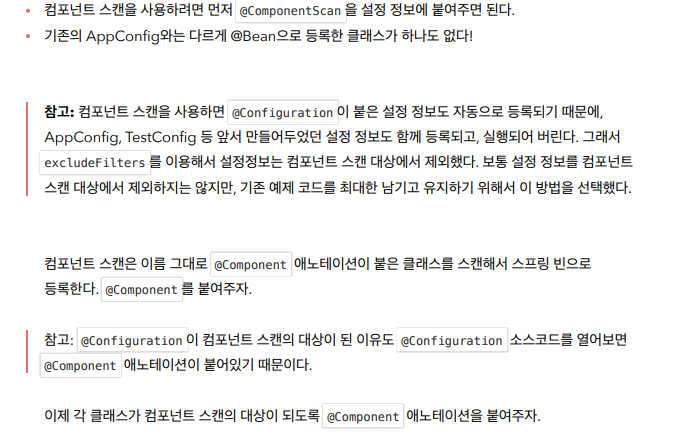 • 컴포넌트 스캔을 사용하려면 먼저 @ComponentScan 을 설정 정보에 붙여주면 된다.
• 기존의 AppConfig와는 다르게 @Bean으로 등록한 클래스가 하나도 없다!
참고: 컴포넌트 스캔을 사용하면 @Configuration 이 붙은 설정 정보도 자동으로 등록되기 때문에,
AppConfig, TestConfig 등 앞서 만들어두었던 설정 정보도 함께 등록되고, 실행되어 버린다. 그래서
excludeFilters 를 이용해서 설정정보는 컴포넌트 스캔 대상에서 제외했다. 보통 설정 정보를 컴포넌트
스캔 대상에서 제외하지는 않지만, 기존 예제 코드를 최대한 남기고 유지하기 위해서 이 방법을 선택했다.
컴포넌트 스캔은 이름 그대로 @Component 애노테이션이 붙은 클래스를 스캔해서 스프링 빈으로
등록한다. @Component 를 붙여주자.
참고: @Configuration 이 컴포넌트 스캔의 대상이 된 이유도 @Configuration 소스코드를 열어보면
@Component 애노테이션이 붙어있기 때문이다.
이제 각 클래스가 컴포넌트 스캔의 대상이 되도록 @Component 애노테이션을 붙여주자.